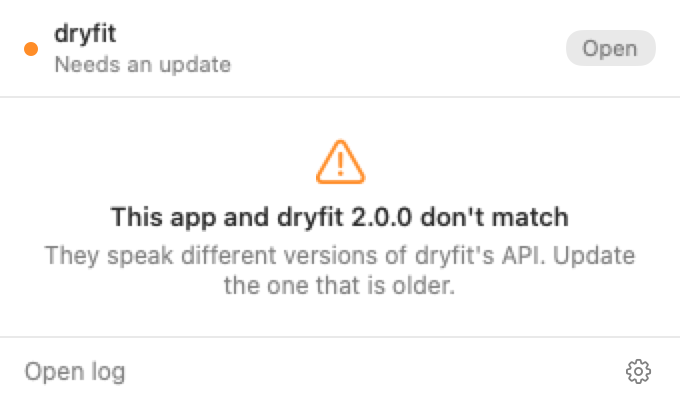 dryfit
Needs an update
Open
This app and dryfit 2.0.0 don't match
They speak different versions of dryfit's API. Update
the one that is older.
Open log